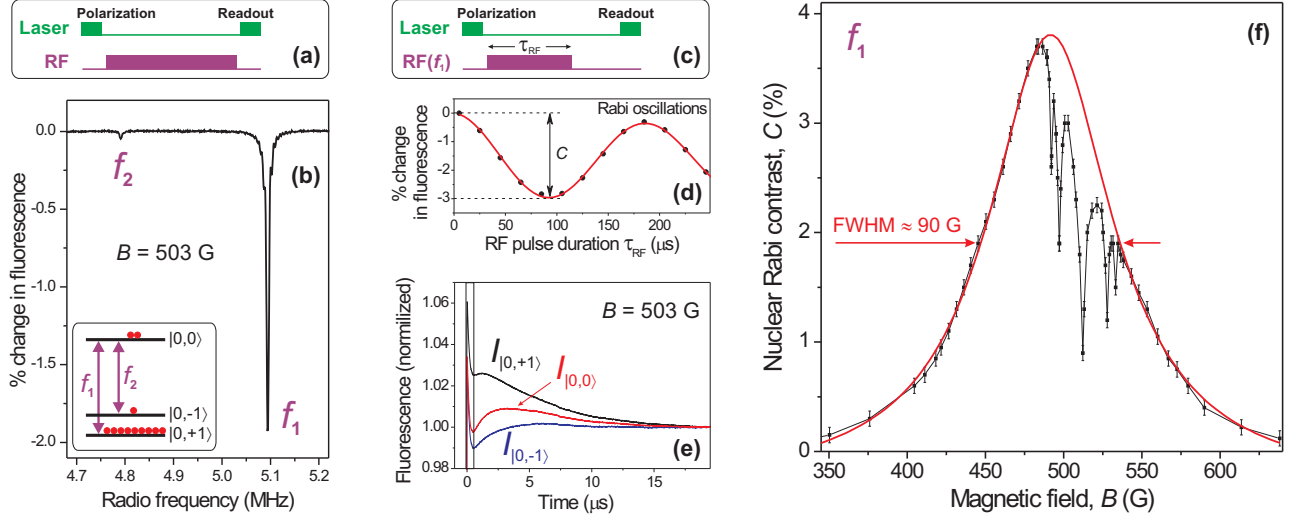 Polarization Readout
Laser
RF
(a)
0.0
-0.5
-1.0
-1.5
-2.0
% change in fluorescence
f2
(b)
B = 503 G
|0,0⟩
f1
f2
|0,-1⟩
|0,+1⟩
f1
4.7 4.8 4.9 5.0 5.1 5.2
Radio frequency (MHz)
Polarization Readout
Laser
τRF
RF(f1)
(c)
0
-1
-2
-3
% change
in fluorescence
Rabi oscillations
C
(d)
0 50 100 150 200
RF pulse duration τRF (μs)
1.06
1.04
1.02
1.00
0.98
Fluorescence (normilized)
B = 503 G
I|0,+1⟩
I|0,0⟩
I|0,-1⟩
(e)
0 5 10 15
Time (μs)
4
3
2
1
0
Nuclear Rabi contrast, C (%)
f1
(f)
FWHM ≈ 90 G
350 400 450 500 550 600
Magnetic field, B (G)